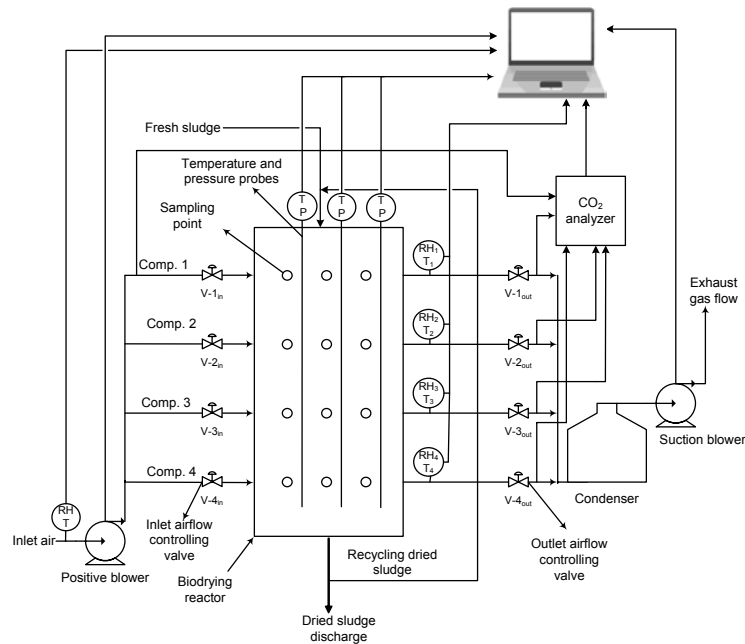 Fresh sludge
Temperature and
pressure probes
Sampling
point
T
P
T
P
T
P
CO2
analyzer
Comp. 1
V-1in
RH1
T1
V-1out
Exhaust
gas flow
Comp. 2
V-2in
RH2
T2
V-2out
Comp. 3
V-3in
RH3
T3
V-3out
Suction blower
Comp. 4
V-4in
RH4
T4
V-4out
Condenser
RH
T
Inlet air
Positive blower
Inlet airflow
controlling
valve
Biodrying
reactor
Recycling dried
sludge
Outlet airflow
controlling
valve
Dried sludge
discharge